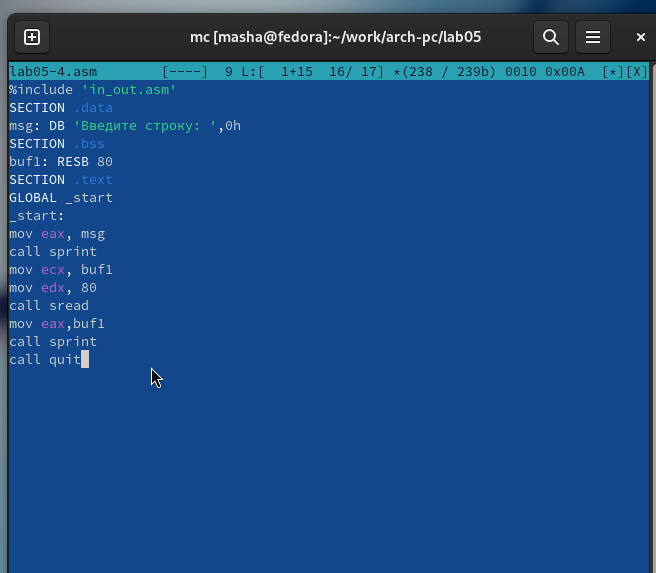 mc [masha@fedora]:~/work/arch-pc/lab05
lab05-4.asm        [----]  9 L:[  1+15  16/ 17] *(238 / 239b) 0010 0x00A  [*][X]
%include 'in_out.asm'
SECTION .data
msg: DB 'Введите строку: ',0h
SECTION .bss
buf1: RESB 80
SECTION .text
GLOBAL _start
_start:
mov eax, msg
call sprint
mov ecx, buf1
mov edx, 80
call sread
mov eax,buf1
call sprint
call quit